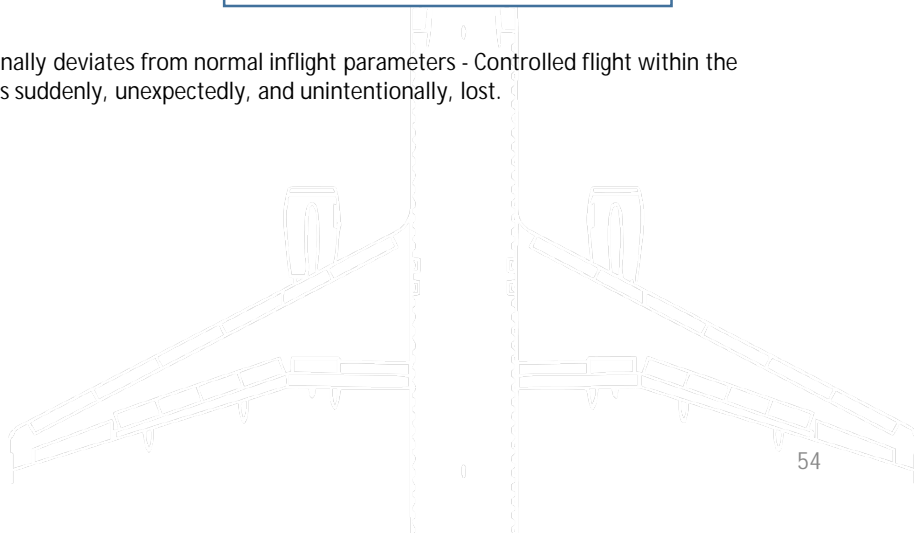 nally deviates from normal inflight parameters - Controlled flight within the
s suddenly, unexpectedly, and unintentionally, lost.
54